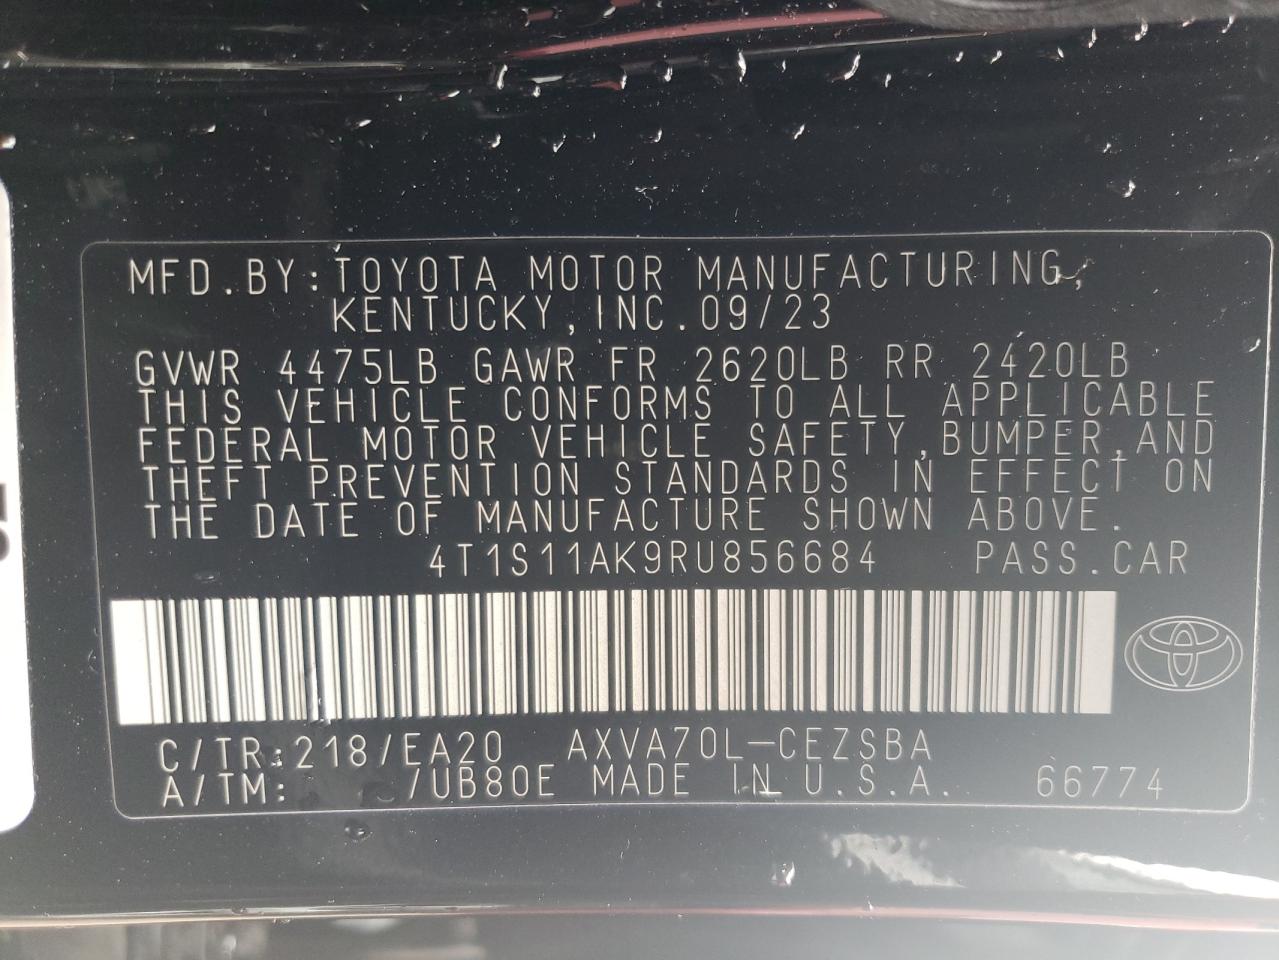 MFD.BY:TOYOTA MOTOR MANUFACTURING,
KENTUCKY,INC.09/23
GVWR 4475LB GAWR FR 2620LB RR 2420LB
THIS VEHICLE CONFORMS TO ALL APPLICABLE
FEDERAL MOTOR VEHICLE SAFETY,BUMPER,AND
THEFT PREVENTION STANDARDS IN EFFECT ON
THE DATE OF MANUFACTURE SHOWN ABOVE.
4T1S11AK9RU856684 PASS.CAR
C/TR:218/EA20 AXVA70L-CEZSBA
A/TM: /UB80E MADE IN U.S.A. 66774